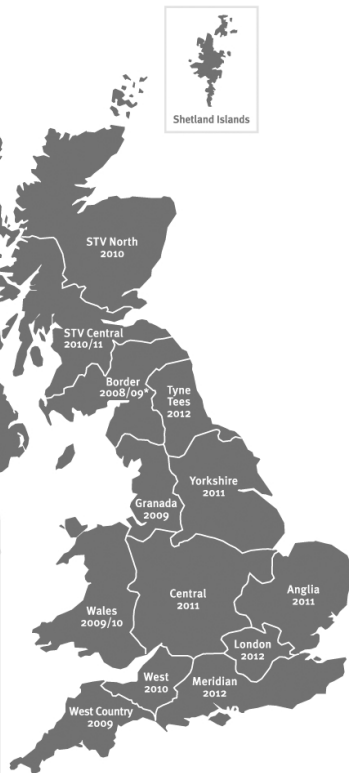 Shetland Islands
STV North
2010
STV Central
2010/11
Border
2008/09*
Tyne
Tees
2012
Yorkshire
2011
Granada
2009
Central
2011
Anglia
2011
Wales
2009/10
London
2012
West
2010
Meridian
2012
West Country
2009